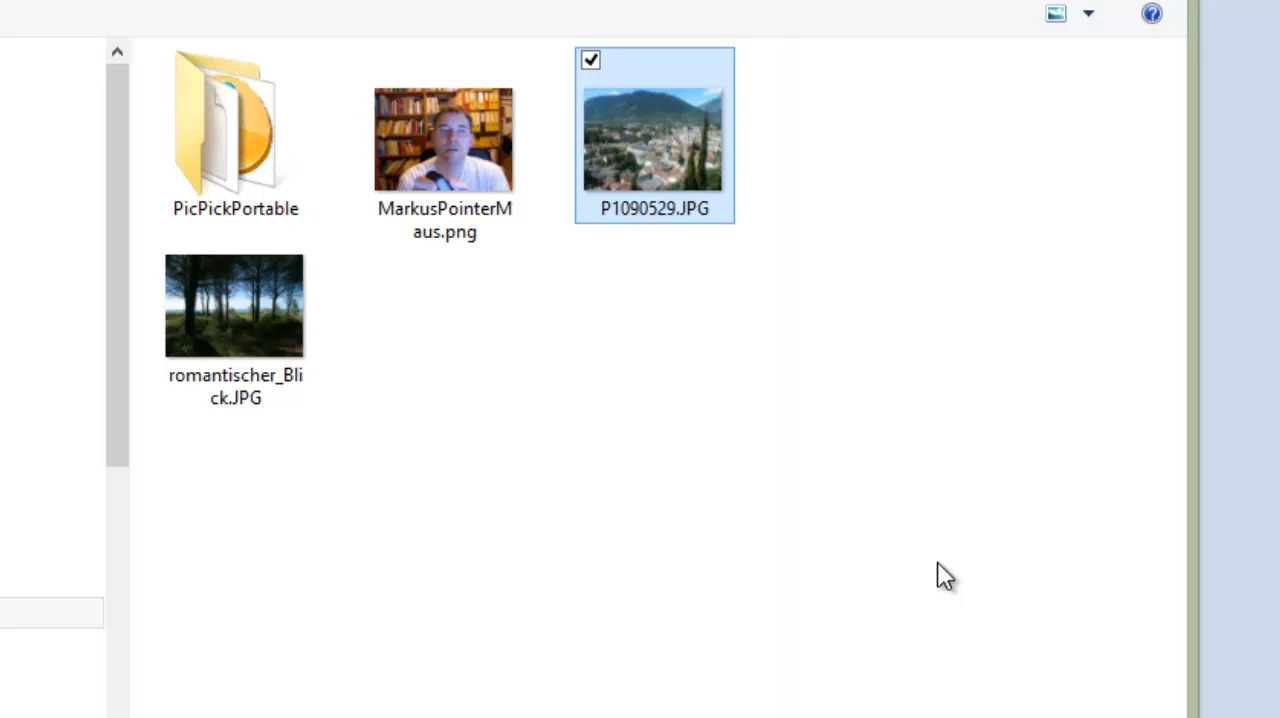 PicPickPortable
MarkusPointerM
aus.png
P1090529.JPG
romantischer_Bli
ck.JPG